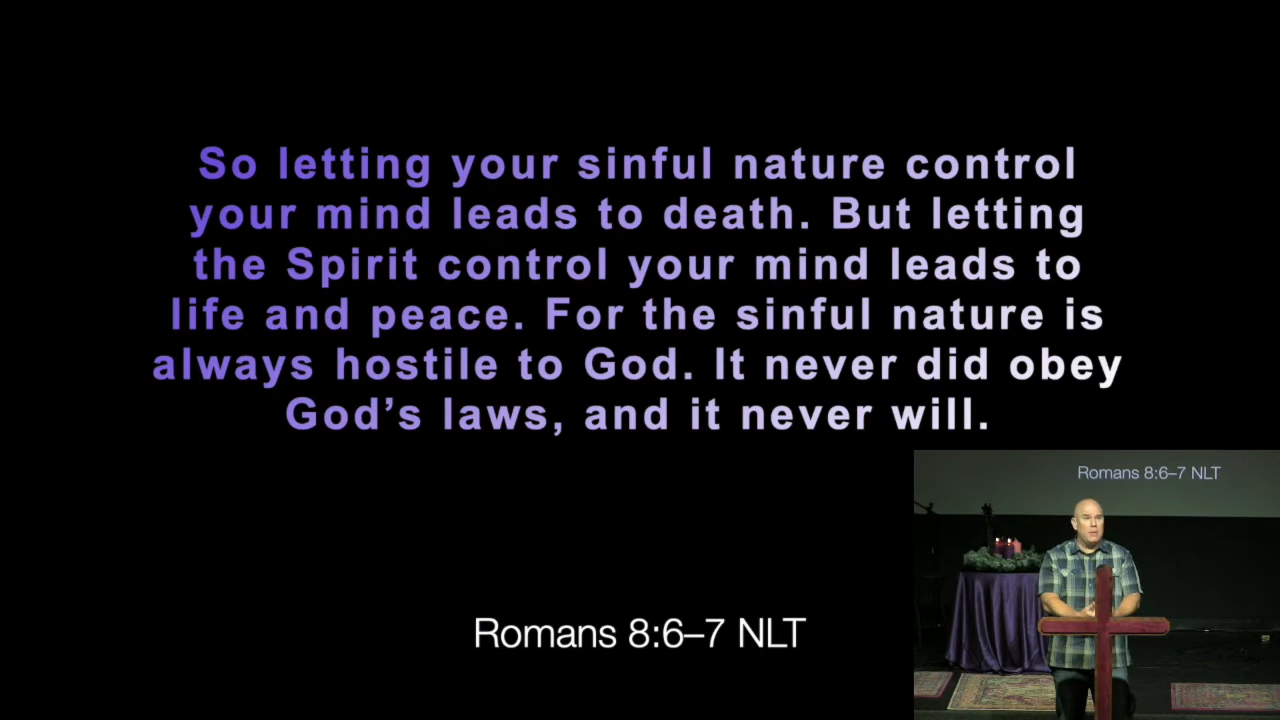 So letting your sinful nature control
your mind leads to death. But letting
the Spirit control your mind leads to
life and peace. For the sinful nature is
always hostile to God. It never did obey
God’s laws, and it never will.
Romans 8:6–7 NLT
Romans 8:6–7 NLT